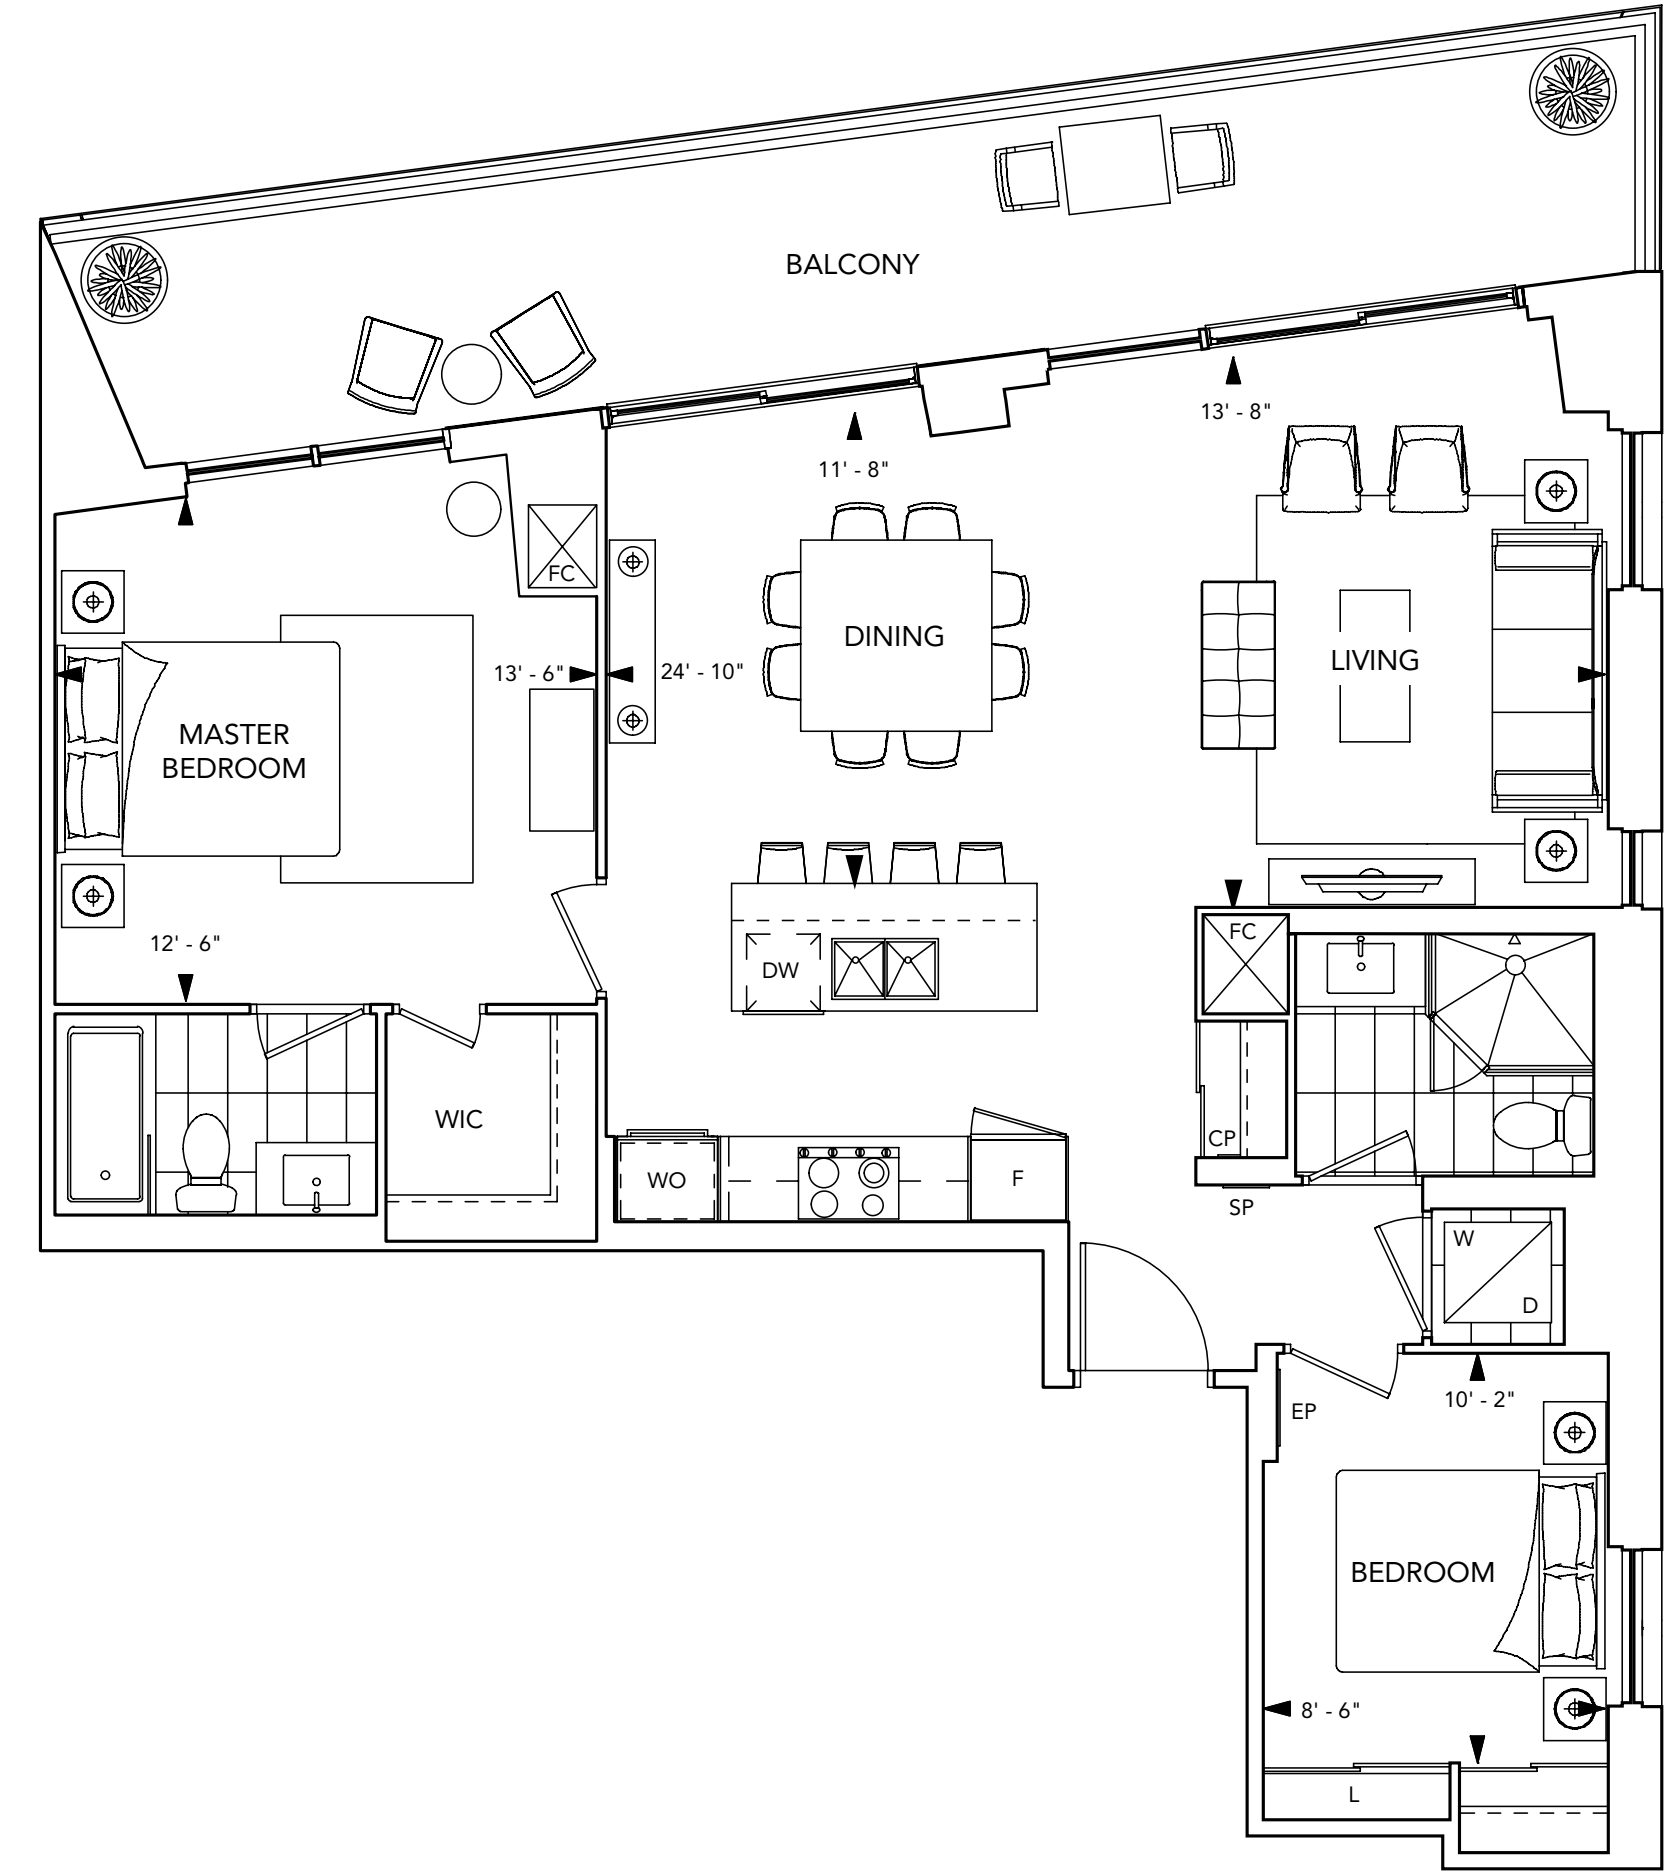 BALCONY
13' - 8"
11' - 8"
FC
DINING
LIVING
13' - 6"
24' - 10"
MASTER
BEDROOM
12' - 6"
FC
DW
WIC
CP
WO
F
SP
W
D
10' - 2"
EP
BEDROOM
8' - 6"
L